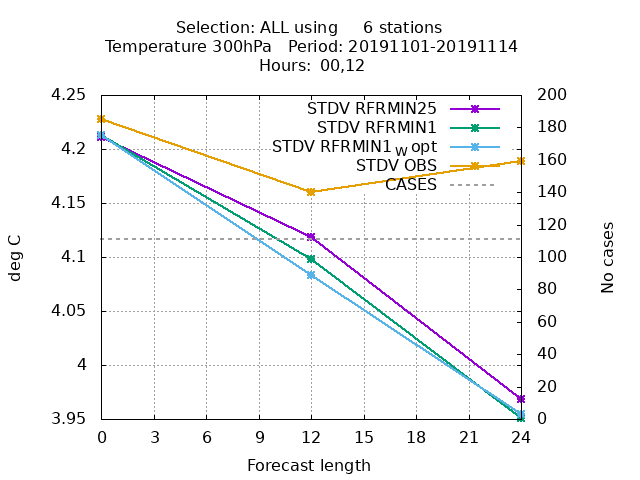 Selection: ALL using     6 stations
Temperature 300hPa   Period: 20191101-20191114
Hours: 00,12
4.25
4.2
4.15
4.1
4.05
4
3.95
deg C
STDV RFRMIN25
STDV RFRMIN1
STDV RFRMIN1_W opt
STDV OBS
CASES
200
180
160
140
120
100
80
60
40
20
0
No cases
0 3 6 9 12 15 18 21 24
Forecast length